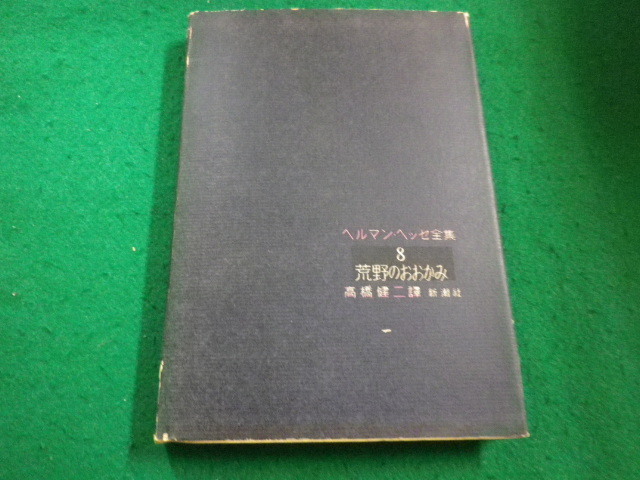 ヘルマン・ヘッセ全集
8
荒野のおおかみ
高橋健二譯 新潮社